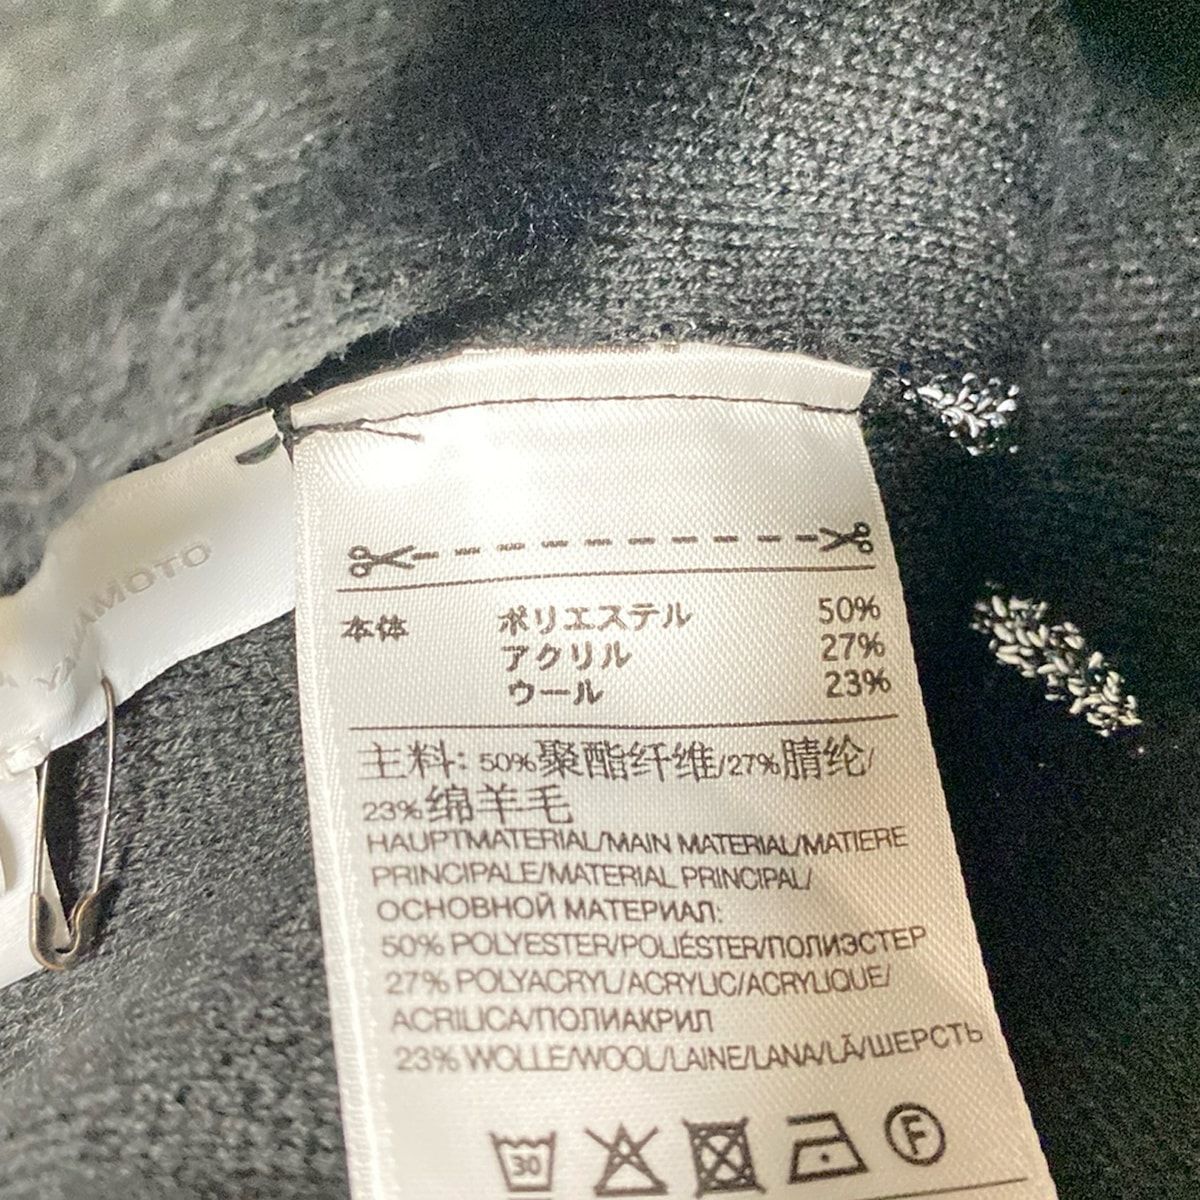 YAMAMOTO
本体 ポリエステル 50%
アクリル 27%
ウール 23%
主料: 50%聚酯纤维/27%腈纶/
23%绵羊毛
HAUPTMATERIAL/MAIN MATERIAL/MATIERE
PRINCIPALE/MATERIAL PRINCIPAL/
ОСНОВНОЙ МАТЕРИАЛ:
50% POLYESTER/POLIÉSTER/ПОЛИЭСТЕР
27% POLYACRYL/ACRYLIC/ACRYLIQUE/
ACRILICA/ПОЛИАКРИЛ
23% WOLLE/WOOL/LAINE/LANA/LÃ/ШЕРСТЬ
30
F